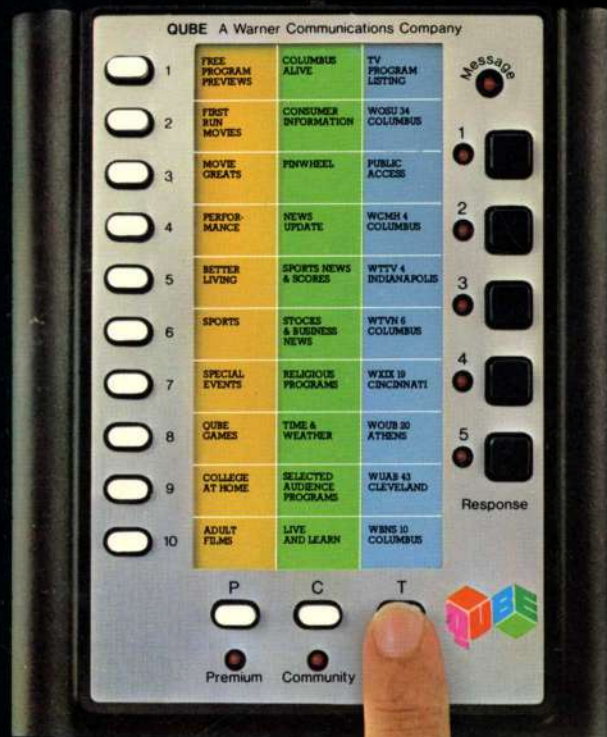 QUBE A Warner Communications Company
Message
1
FREE
PROGRAM
PREVIEWS
COLUMBUS
ALIVE
TV
PROGRAM
LISTING
2
FIRST
RUN
MOVIES
CONSUMER
INFORMATION
WOSU 34
COLUMBUS
3
MOVIE
GREATS
PINWHEEL
PUBLIC
ACCESS
4
PERFOR-
MANCE
NEWS
UPDATE
WCMH 4
COLUMBUS
5
BETTER
LIVING
SPORTS NEWS
& SCORES
WTTV 4
INDIANAPOLIS
6
SPORTS
STOCKS
& BUSINESS
NEWS
WTVN 6
COLUMBUS
7
SPECIAL
EVENTS
RELIGIOUS
PROGRAMS
WXIX 19
CINCINNATI
8
QUBE
GAMES
TIME &
WEATHER
WOUB 20
ATHENS
9
COLLEGE
AT HOME
SELECTED
AUDIENCE
PROGRAMS
WUAB 43
CLEVELAND
10
ADULT
FILMS
LIVE
AND LEARN
WBNS 10
COLUMBUS
1
2
3
4
5
Response
P
C
T
Premium
Community
QUBE